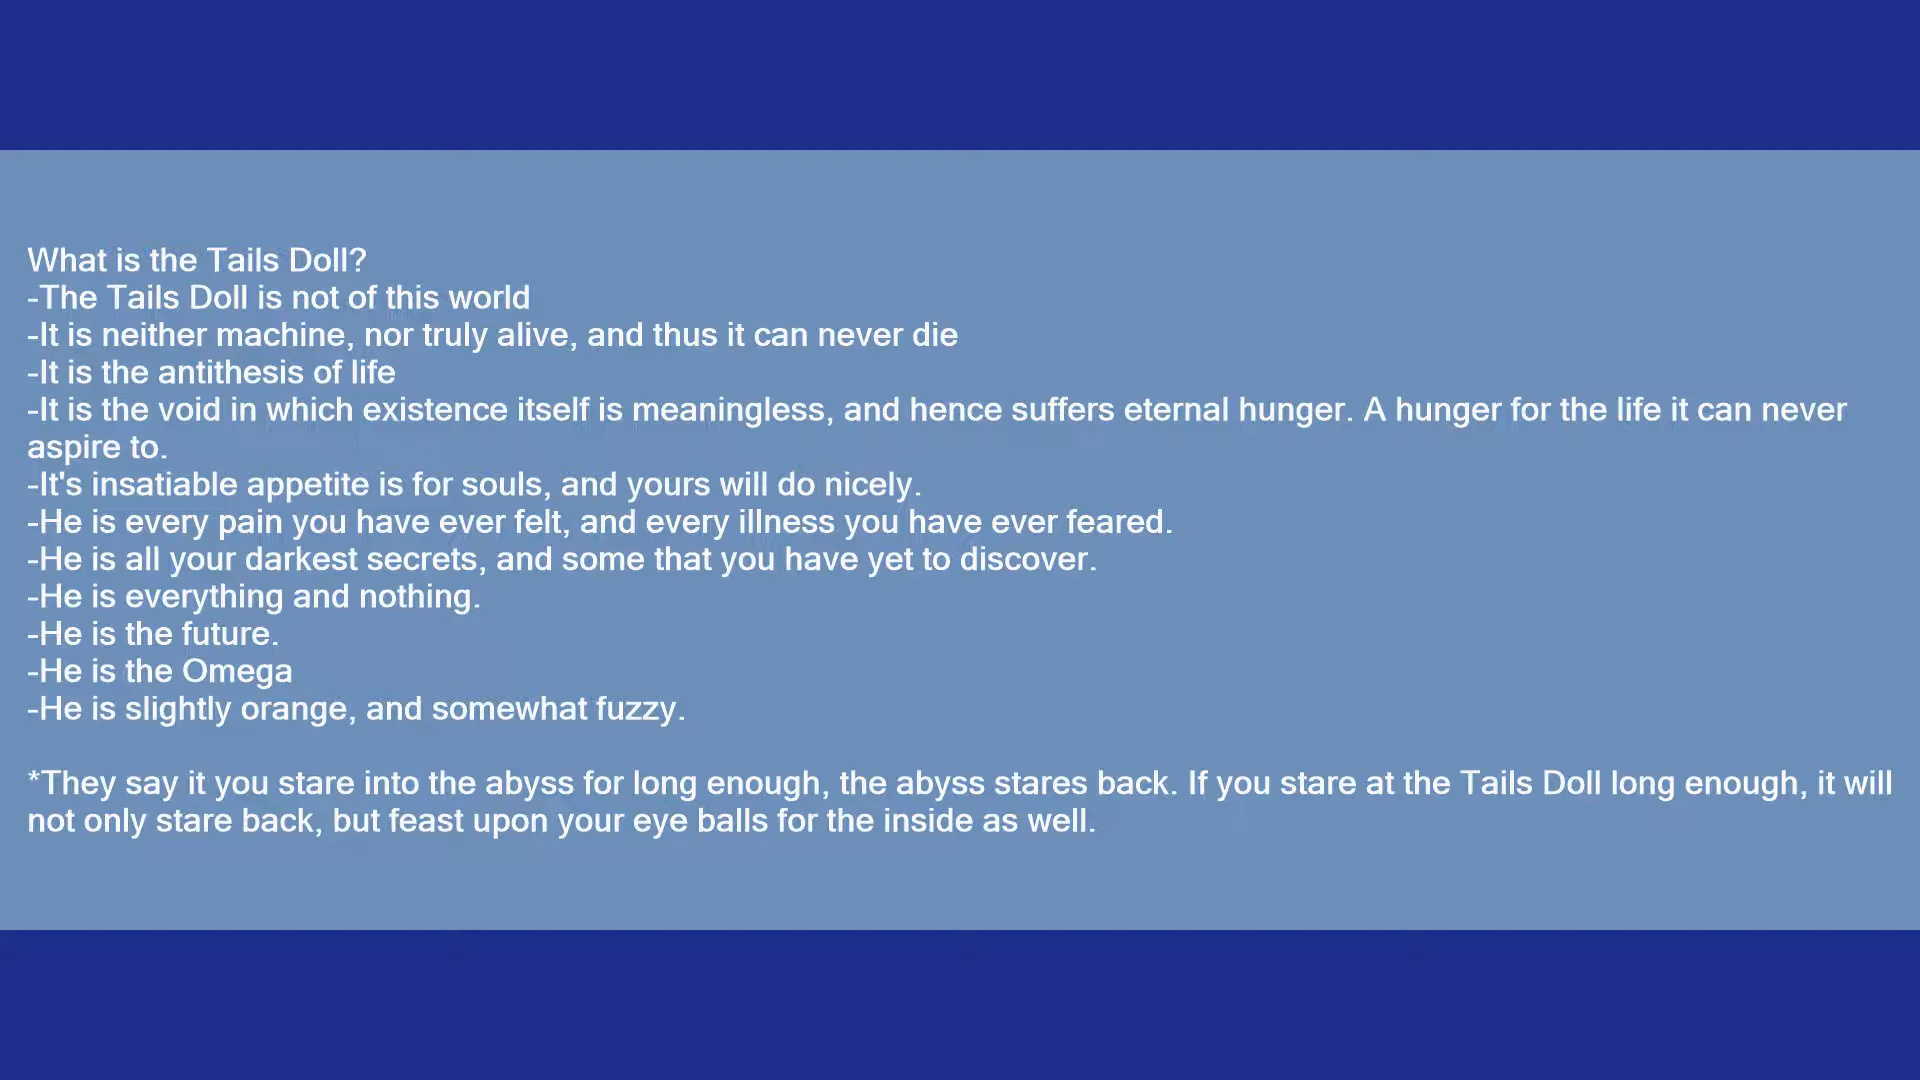 What is the Tails Doll?
-The Tails Doll is not of this world
-It is neither machine, nor truly alive, and thus it can never die
-It is the antithesis of life
-It is the void in which existence itself is meaningless, and hence suffers eternal hunger. A hunger for the life it can never
aspire to.
-It's insatiable appetite is for souls, and yours will do nicely.
-He is every pain you have ever felt, and every illness you have ever feared.
-He is all your darkest secrets, and some that you have yet to discover.
-He is everything and nothing.
-He is the future.
-He is the Omega
-He is slightly orange, and somewhat fuzzy.
*They say it you stare into the abyss for long enough, the abyss stares back. If you stare at the Tails Doll long enough, it will
not only stare back, but feast upon your eye balls for the inside as well.